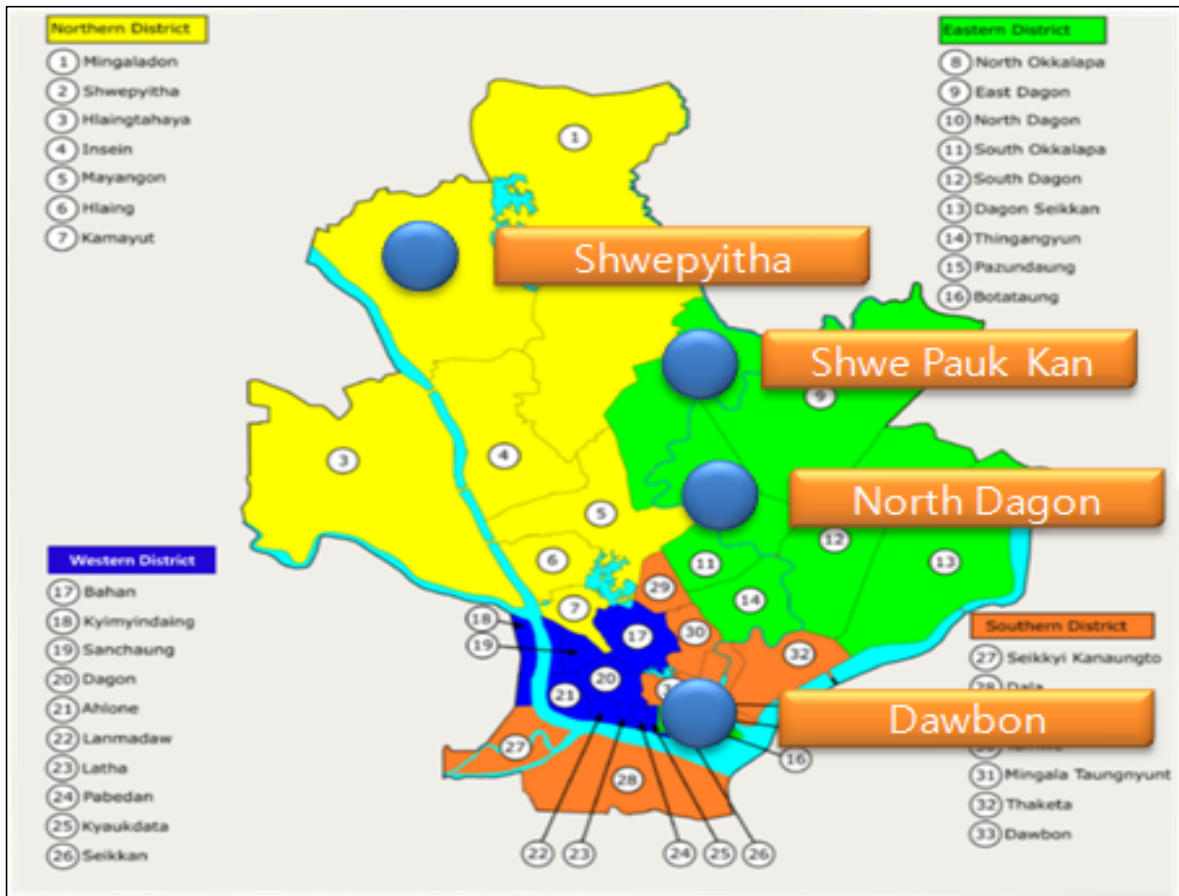 Northern District
1 Mingaladon
2 Shwepyitha
3 Hlaingtahaya
4 Insein
5 Mayangon
6 Hlaing
7 Kamayut
Eastern District
8 North Okkalapa
9 East Dagon
10 North Dagon
11 South Okkalapa
12 South Dagon
13 Dagon Seikkan
14 Thingangyun
15 Pazundaung
16 Botataung
1
Shwepyitha
Shwe Pauk Kan
9
3
4
North Dagon
5
12
11
13
6
29
14
7
18
17
30
19
32
20
21
Dawbon
27
16
28
22
23
24
25
26
Western District
17 Bahan
18 Kyimyindaing
19 Sanchaung
20 Dagon
21 Ahlone
22 Lanmadaw
23 Latha
24 Pabedan
25 Kyaukdata
26 Seikkan
Southern District
27 Seikkyi Kanaungto
28 Dala
31 Mingala Taungnyunt
32 Thaketa
33 Dawbon